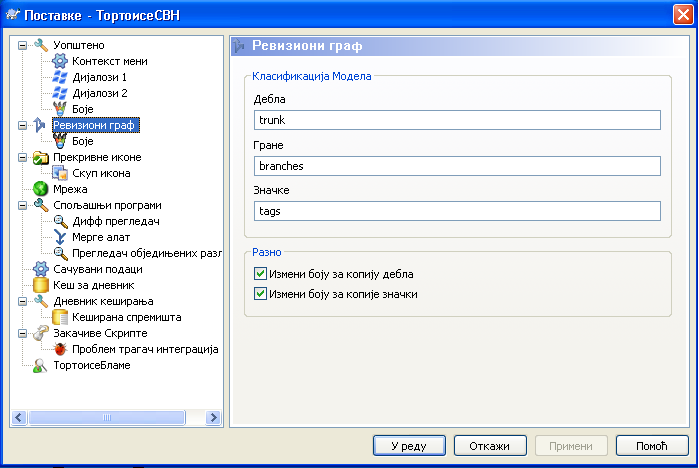 Поставке - ТортоисеСВН
Уопштено
Контекст мени
Дијалози 1
Дијалози 2
Боје
Ревизиони граф
Боје
Прекривне иконе
Скуп икона
Мрежа
Спољашњи програми
Дифф прегледач
Мерге алат
Прегледач обједињених разл
Сачувани подаци
Кеш за дневник
Дневник кеширања
Кеширана спремишта
Закачиве Скрипте
Проблем трагач интеграција
ТортоисеБламе
Ревизиони граф
Класификација Модела
Дебла
trunk
Гране
branches
Значке
tags
Разно
Измени боју за копију дебла
Измени боју за копије значки
У реду
Откажи
Примени
Помоћ